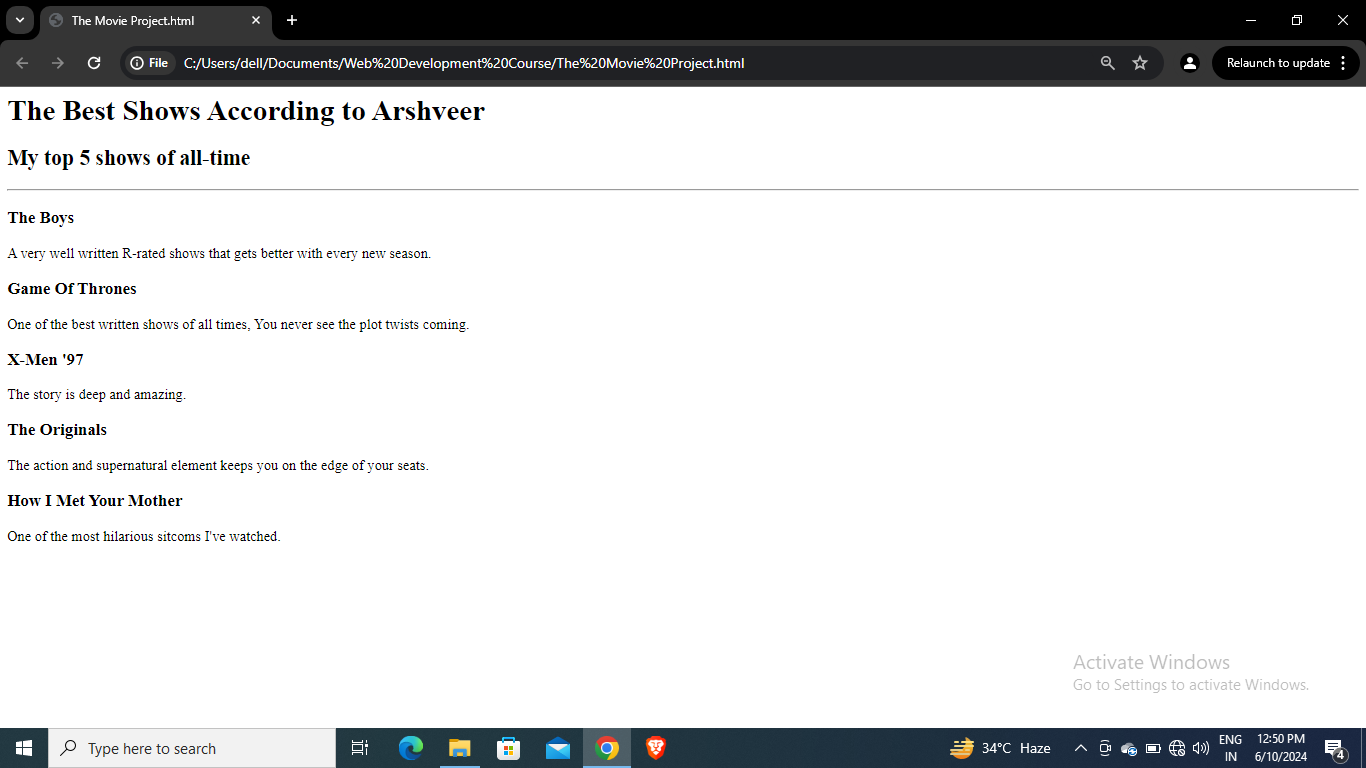 The Movie Project.html
File
C:/Users/dell/Documents/Web%20Development%20Course/The%20Movie%20Project.html
Relaunch to update
The Best Shows According to Arshveer
My top 5 shows of all-time
The Boys
A very well written R-rated shows that gets better with every new season.
Game Of Thrones
One of the best written shows of all times, You never see the plot twists coming.
X-Men '97
The story is deep and amazing.
The Originals
The action and supernatural element keeps you on the edge of your seats.
How I Met Your Mother
One of the most hilarious sitcoms I've watched.
Activate Windows
Go to Settings to activate Windows.
Type here to search
34°C Haze
ENG
IN
12:50 PM
6/10/2024
4